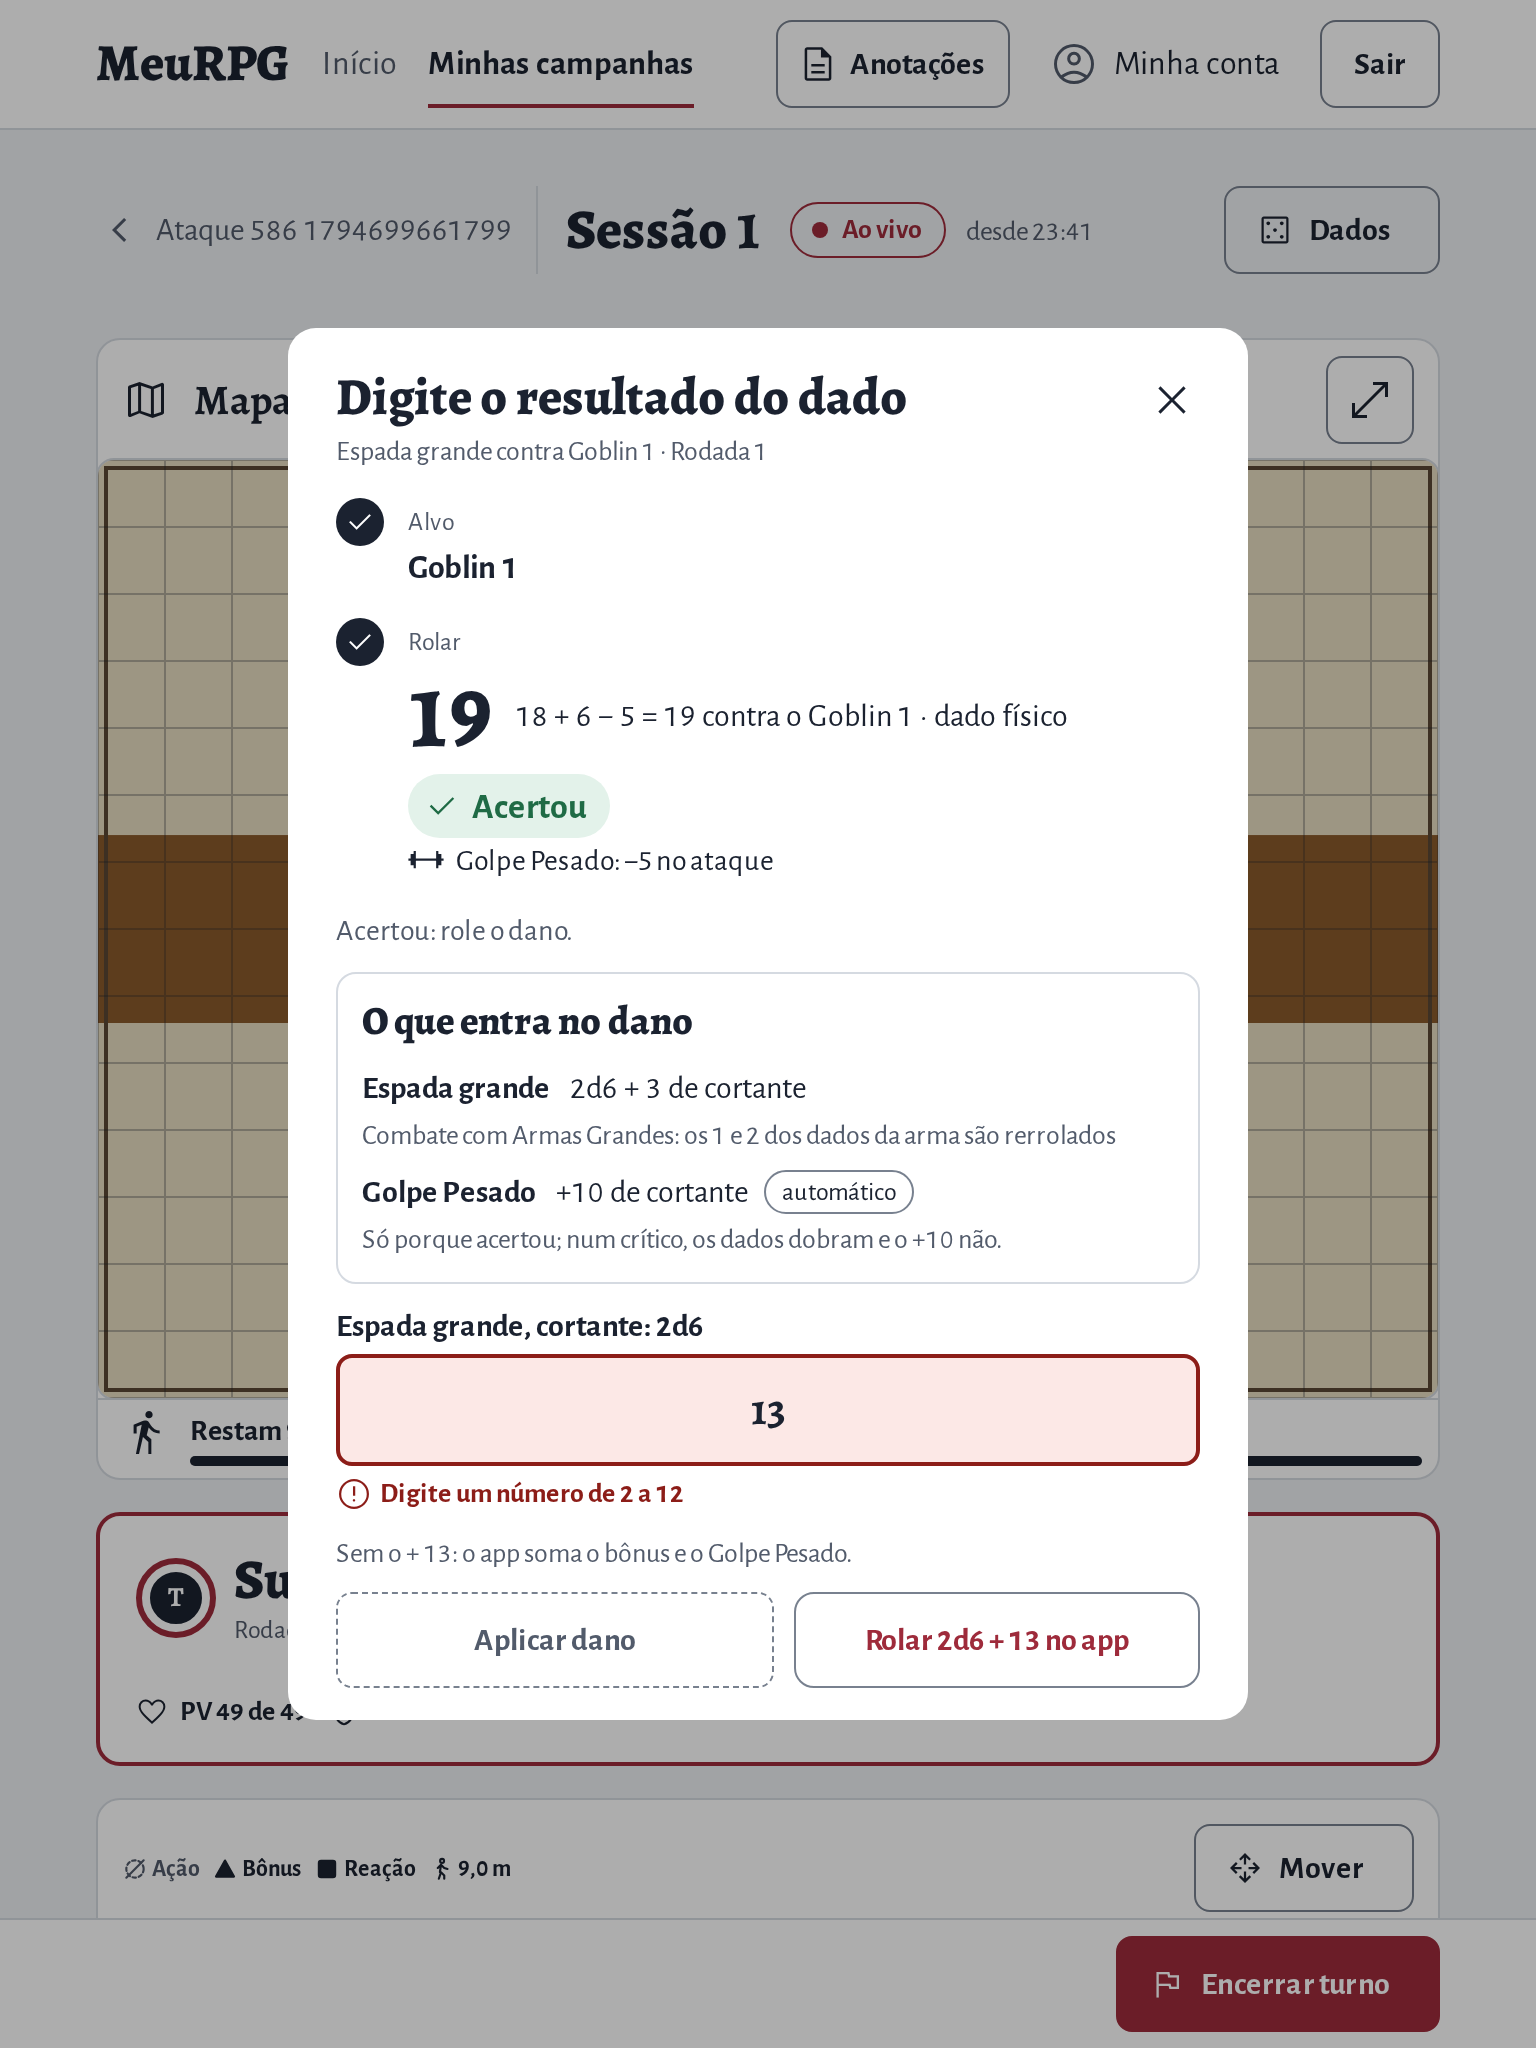 MeuRPG Início Minhas campanhas Anotações Minha conta Sair
Ataque 586 1794699661799 Sessão 1 Ao vivo desde 23:41 Dados
Mapa
Digite o resultado do dado
Espada grande contra Goblin 1 · Rodada 1
Alvo
Goblin 1
Rolar
19 18 + 6 − 5 = 19 contra o Goblin 1 · dado físico
Acertou
Golpe Pesado: −5 no ataque
Acertou: role o dano.
O que entra no dano
Espada grande 2d6 + 3 de cortante
Combate com Armas Grandes: os 1 e 2 dos dados da arma são rerrolados
Golpe Pesado +10 de cortante automático
Só porque acertou; num crítico, os dados dobram e o +10 não.
Espada grande, cortante: 2d6
13
Digite um número de 2 a 12
Sem o + 13: o app soma o bônus e o Golpe Pesado.
Aplicar dano Rolar 2d6 + 13 no app
Restam
T
PV 49 de
Ação Bônus Reação 9,0 m Mover
Encerrar turno